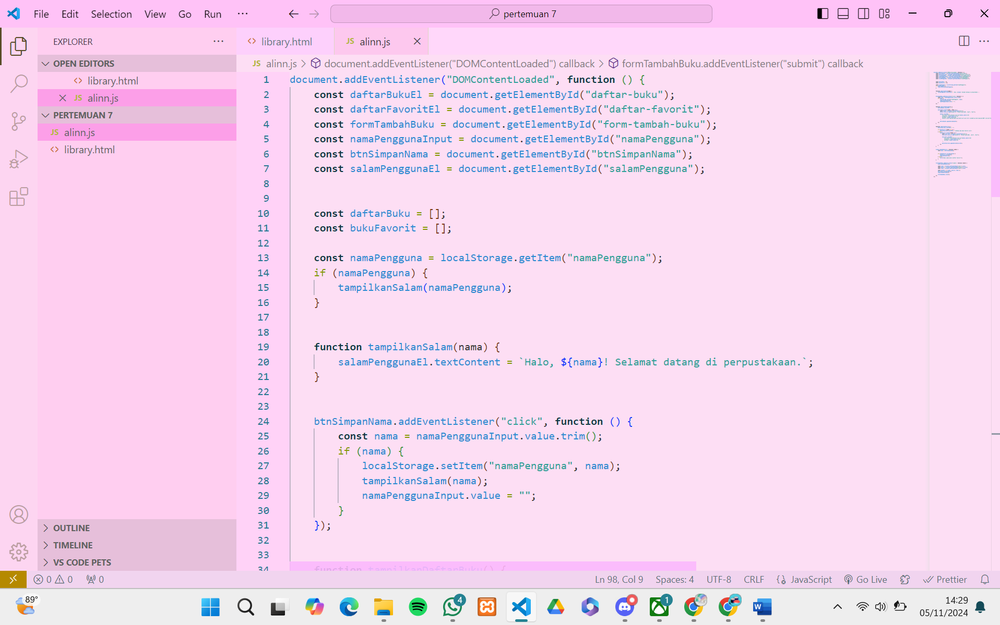 File Edit Selection View Go Run ··· pertemuan 7
EXPLORER ···
library.html
JS alinn.js
OPEN EDITORS
library.html
JS alinn.js
PERTEMUAN 7
JS alinn.js
library.html
OUTLINE
TIMELINE
VS CODE PETS
JS alinn.js > document.addEventListener("DOMContentLoaded") callback > formTambahBuku.addEventListener("submit") callback
1 document.addEventListener("DOMContentLoaded", function () {
2 const daftarBukuEl = document.getElementById("daftar-buku");
3 const daftarFavoritEl = document.getElementById("daftar-favorit");
4 const formTambahBuku = document.getElementById("form-tambah-buku");
5 const namaPenggunaInput = document.getElementById("namaPengguna");
6 const btnSimpanNama = document.getElementById("btnSimpanNama");
7 const salamPenggunaEl = document.getElementById("salamPengguna");
8
9
10 const daftarBuku = [];
11 const bukuFavorit = [];
12
13 const namaPengguna = localStorage.getItem("namaPengguna");
14 if (namaPengguna) {
15 tampilkanSalam(namaPengguna);
16 }
17
18
19 function tampilkanSalam(nama) {
20 salamPenggunaEl.textContent = `Halo, ${nama}! Selamat datang di perpustakaan.`;
21 }
22
23
24 btnSimpanNama.addEventListener("click", function () {
25 const nama = namaPenggunaInput.value.trim();
26 if (nama) {
27 localStorage.setItem("namaPengguna", nama);
28 tampilkanSalam(nama);
29 namaPenggunaInput.value = "";
30 }
31 });
32
33
34 function tampilkanDaftarBuku() {
0 0 0 Ln 98, Col 9 Spaces: 4 UTF-8 CRLF JavaScript Go Live Prettier
89° 4 1 W 14:29
05/11/2024